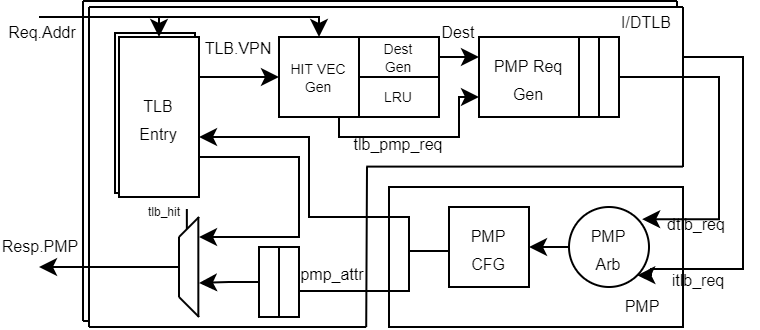 I/DTLB
Req.Addr
TLB.VPN
Dest
HIT VEC
Gen
Dest
Gen
LRU
PMP Req
Gen
TLB
Entry
tlb_pmp_req
tlb_hit
dtlb_req
PMP
CFG
PMP
Arb
Resp.PMP
pmp_attr
itlb_req
PMP